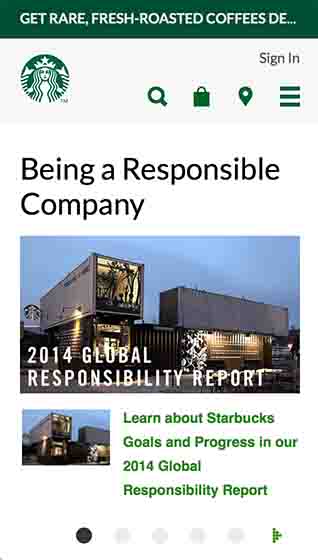 GET RARE, FRESH-ROASTED COFFEES DE...
Sign In
Being a Responsible
Company
2014 GLOBAL
RESPONSIBILITY REPORT
Learn about Starbucks
Goals and Progress in our
2014 Global
Responsibility Report